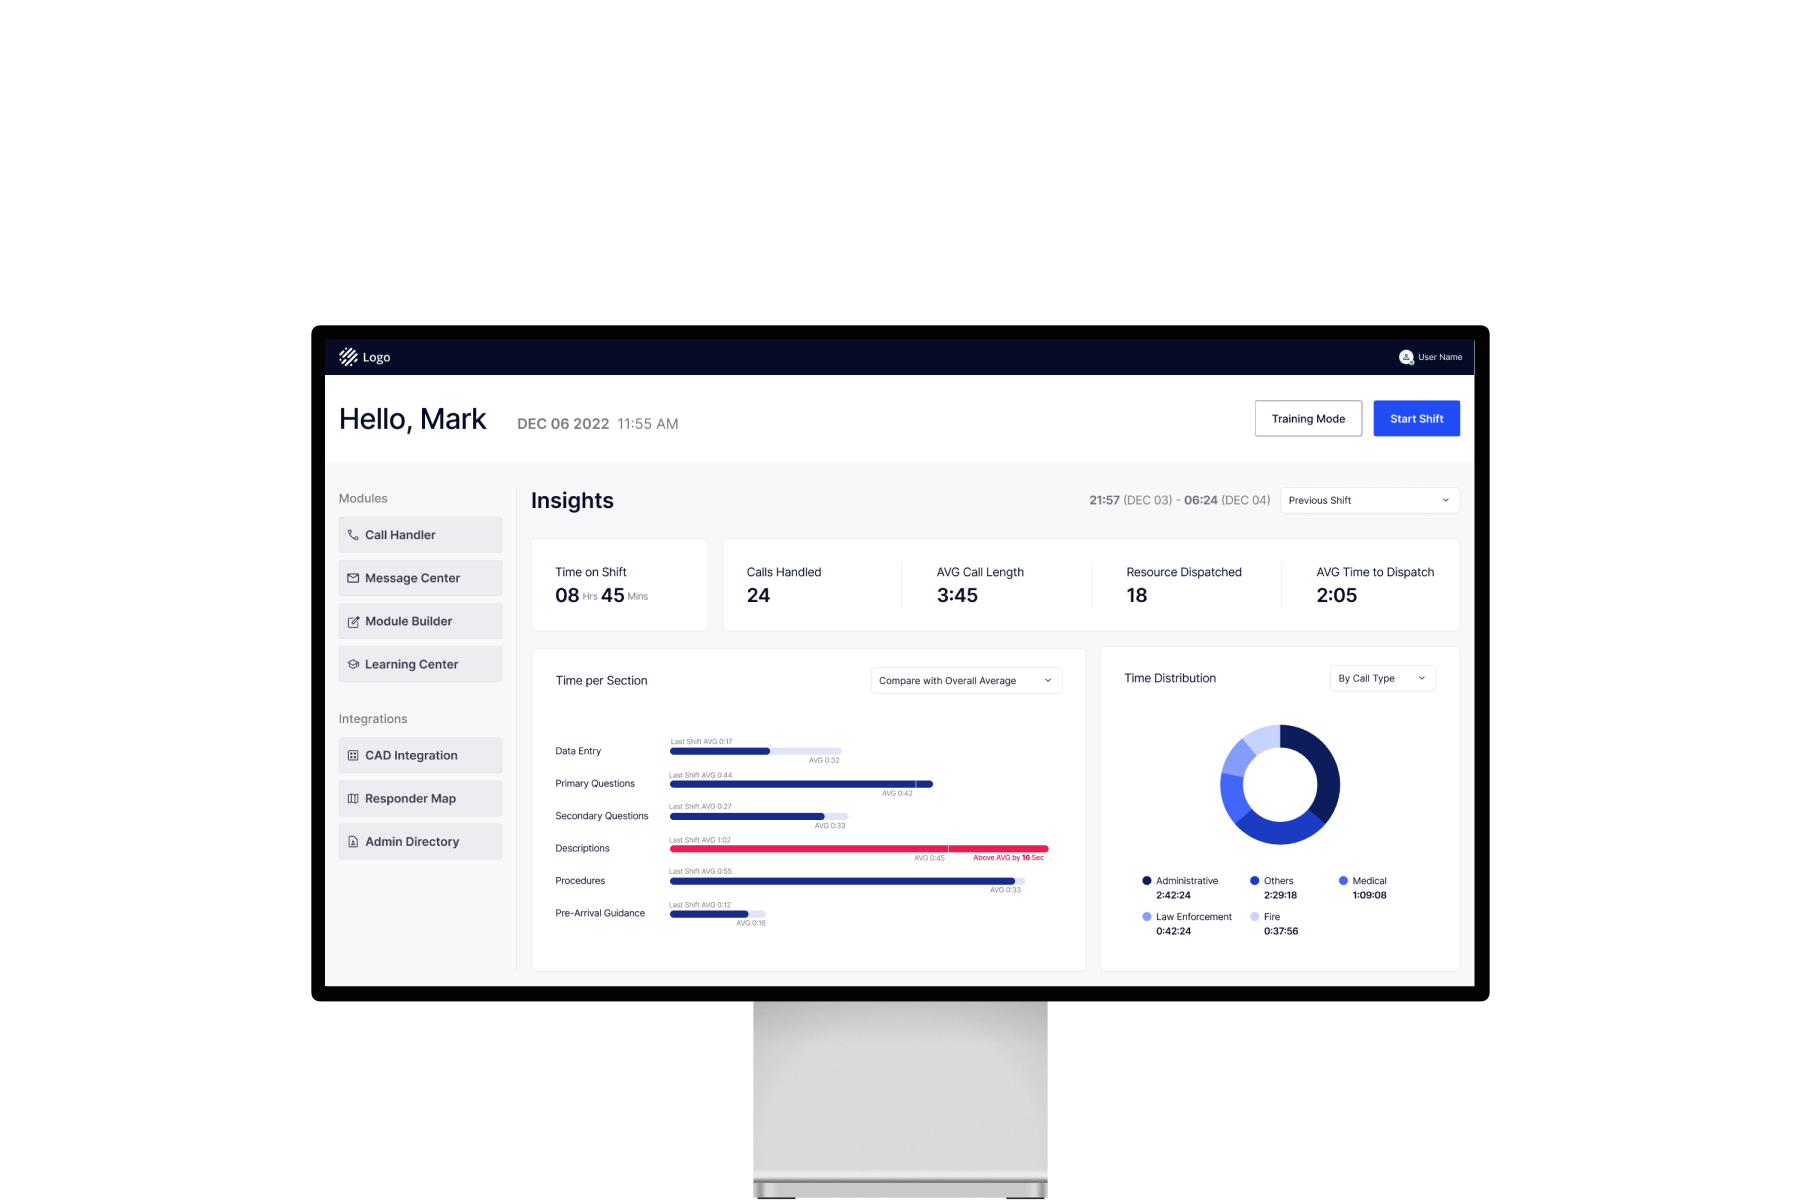 Logo
User Name
Hello, Mark
DEC 06 2022 11:55 AM
Training Mode
Start Shift
Modules
Call Handler
Message Center
Module Builder
Learning Center
Integrations
CAD Integration
Responder Map
Admin Directory
Insights
21:57 (DEC 03) - 06:24 (DEC 04)
Previous Shift
Time on Shift
08 Hrs 45 Mins
Calls Handled
24
AVG Call Length
3:45
Resource Dispatched
18
AVG Time to Dispatch
2:05
Time per Section
Compare with Overall Average
Data Entry
Last Shift AVG 0:17
AVG 0:32
Primary Questions
Last Shift AVG 0:44
AVG 0:42
Secondary Questions
Last Shift AVG 0:27
AVG 0:33
Descriptions
Last Shift AVG 1:02
AVG 0:45
Above AVG by 16 Sec
Procedures
Last Shift AVG 0:55
AVG 0:33
Pre-Arrival Guidance
Last Shift AVG 0:12
AVG 0:16
Time Distribution
By Call Type
Administrative
2:42:24
Others
2:29:18
Medical
1:09:08
Law Enforcement
0:42:24
Fire
0:37:56